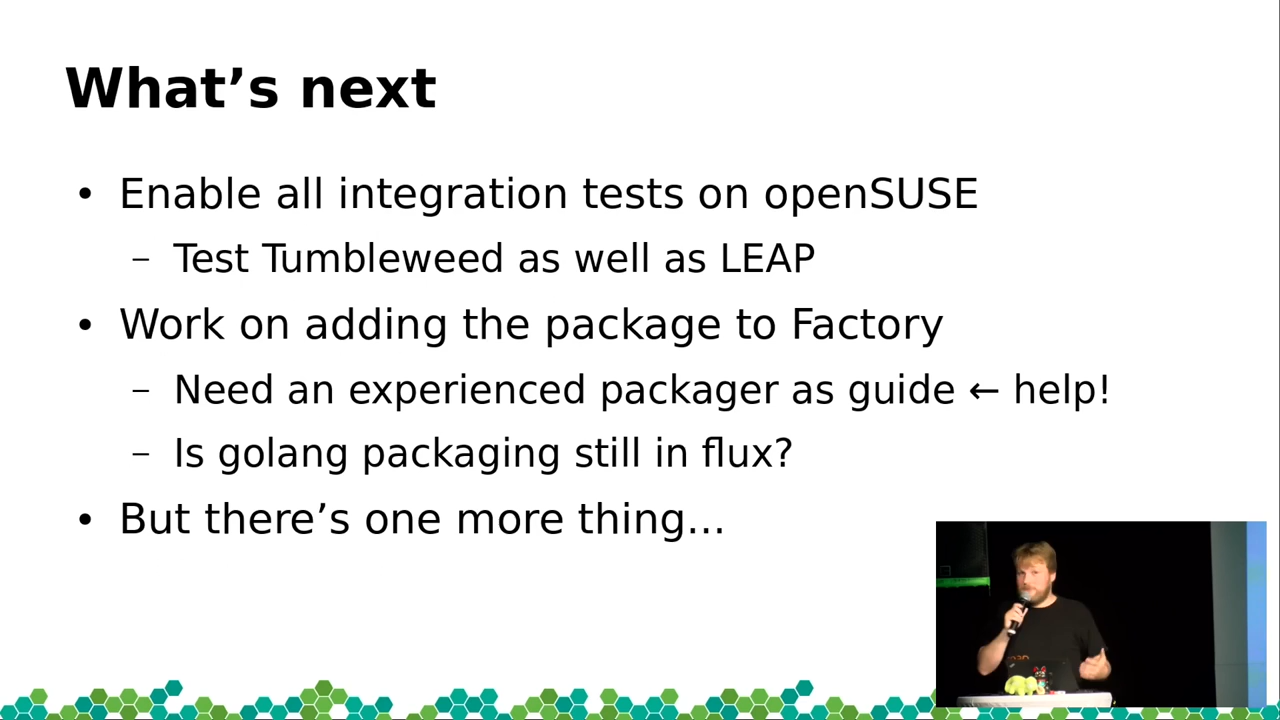 What’s next
• Enable all integration tests on openSUSE
– Test Tumbleweed as well as LEAP
• Work on adding the package to Factory
– Need an experienced packager as guide ← help!
– Is golang packaging still in flux?
• But there’s one more thing...